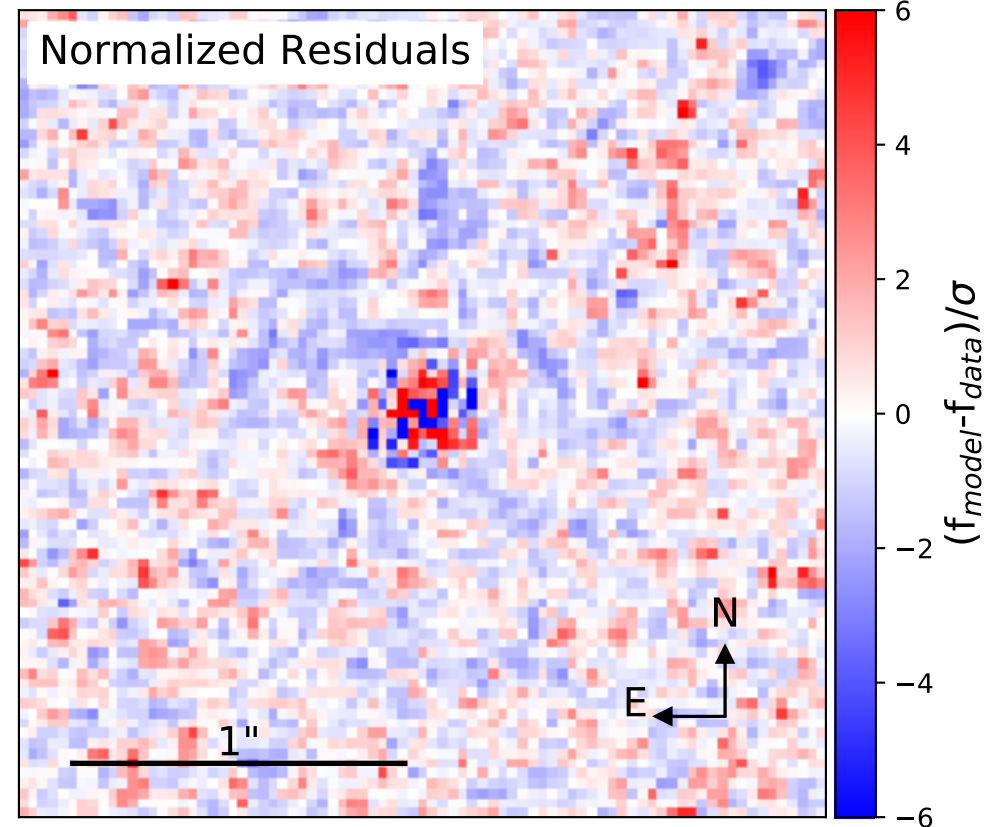 Normalized Residuals
6
4
2
0
−2
−4
−6
(f_model-f_data)/σ
N
E
1"